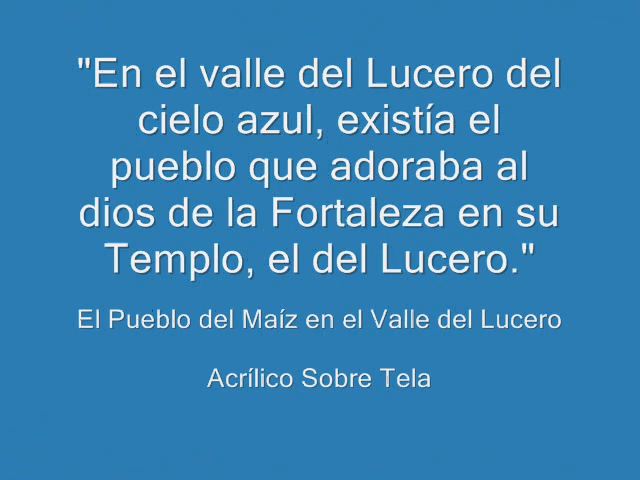 "En el valle del Lucero del
cielo azul, existía el
pueblo que adoraba al
dios de la Fortaleza en su
Templo, el del Lucero."
El Pueblo del Maíz en el Valle del Lucero
Acrílico Sobre Tela